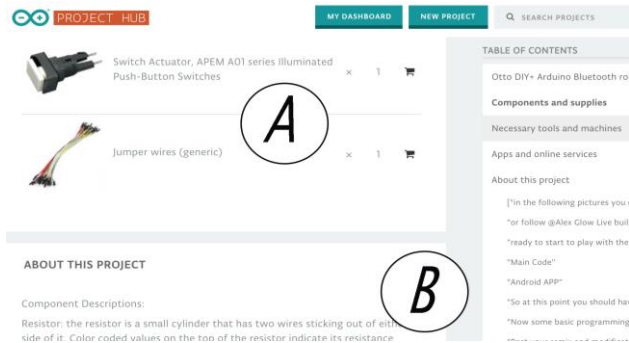 PROJECT HUB
MY DASHBOARD
NEW PROJECT
SEARCH PROJECTS
Switch Actuator, APEM A01 series Illuminated
Push-Button Switches
× 1
Jumper wires (generic)
× 1
A
ABOUT THIS PROJECT
Component Descriptions:
Resistor: the resistor is a small cylinder that has two wires sticking out of
side of it. Color coded values on the top of the resistor indicate its resistance
B
TABLE OF CONTENTS
Otto DIY+ Arduino Bluetooth ro
Components and supplies
Necessary tools and machines
Apps and online services
About this project
["in the following pictures you
"or follow @Alex Glow Live buil
"ready to start to play with the
"Main Code"
"Android APP"
"So at this point you should ha
"Now some basic programming